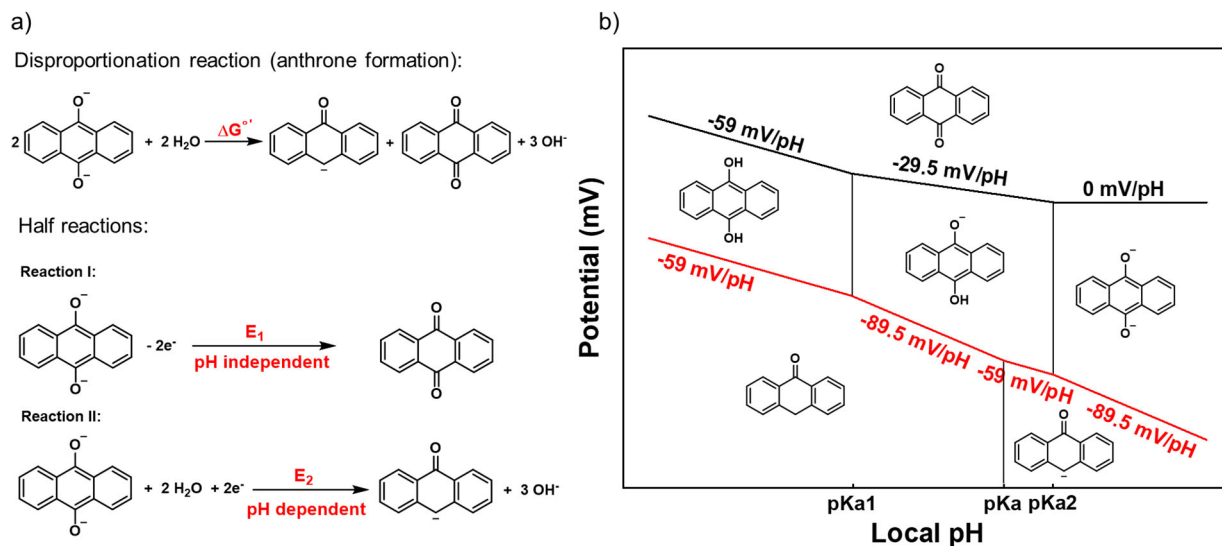 a)
Disproportionation reaction (anthrone formation):
O⁻
O⁻
2
+ 2 H₂O
ΔG°'
O
−
+
O
O
+ 3 OH⁻
Half reactions:
Reaction I:
O⁻
O⁻
- 2e⁻
E₁
pH independent
O
O
Reaction II:
O⁻
O⁻
+ 2 H₂O + 2e⁻
E₂
pH dependent
O
−
+ 3 OH⁻
b)
Potential (mV)
O
O
-59 mV/pH
-29.5 mV/pH
0 mV/pH
OH
OH
O⁻
OH
O⁻
O⁻
-59 mV/pH
-89.5 mV/pH
-59 mV/pH
-89.5 mV/pH
O
O
−
pKa1
pKa
pKa2
Local pH